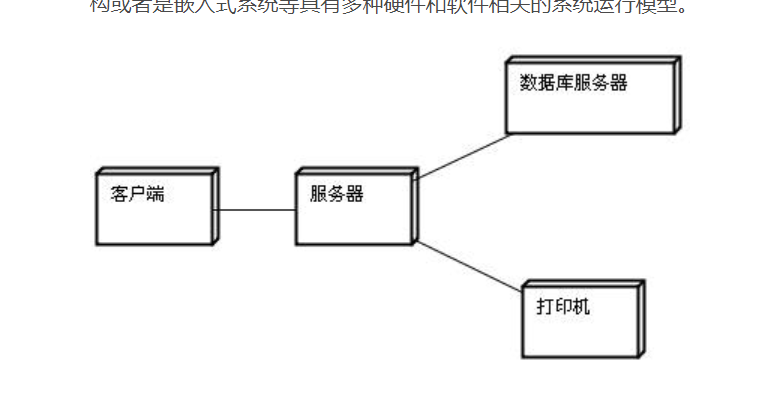 构或者是嵌入式系统等具有多种硬件和软件相关的系统运行模型。
数据库服务器
客户端
服务器
打印机